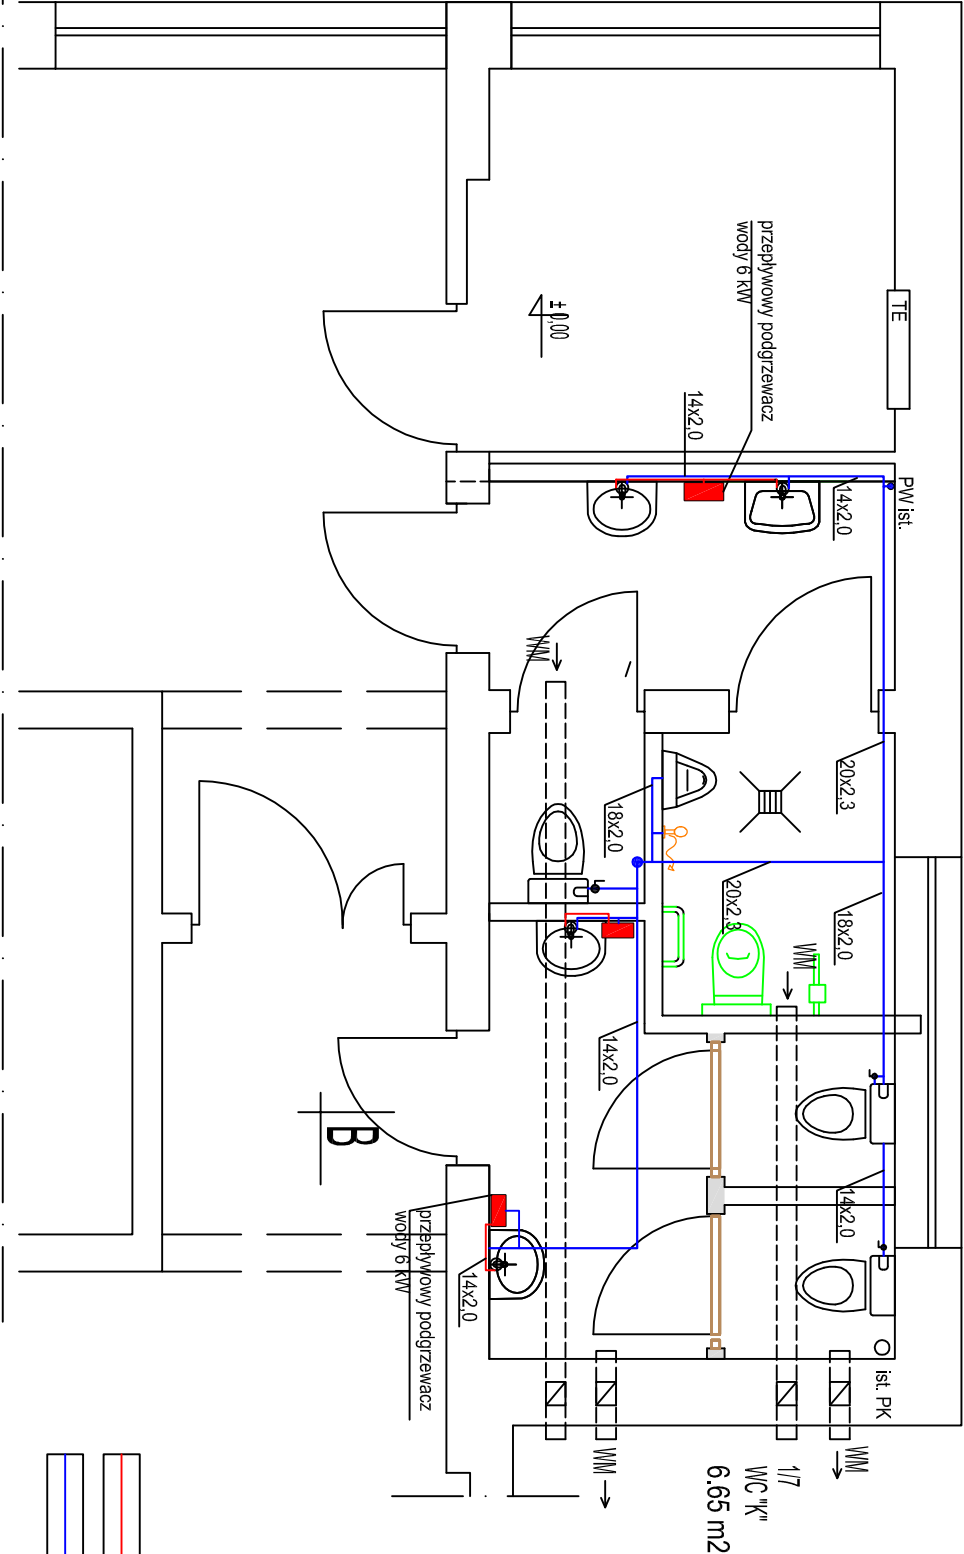 TE
± 0,00
przepływowy podgrzewacz
wody 6 kW
14x2,0
14x2,0
PW ist.
WM
20x2,3
18x2,0
20x2,3
18x2,0
WM
14x2,0
14x2,0
B
przepływowy podgrzewacz
wody 6 kW
14x2,0
ist. PK
WM
WM
1/7
WC "K"
6.65 m2